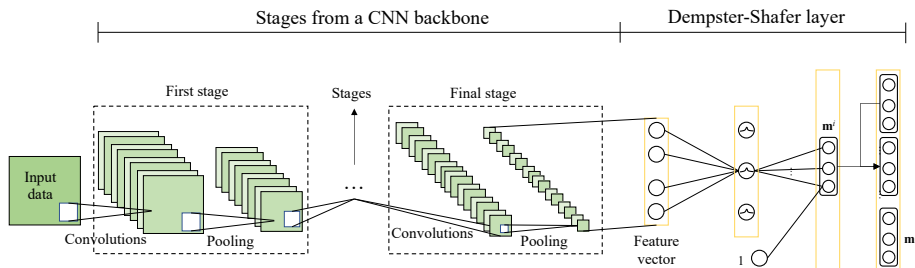 Stages from a CNN backbone
Dempster-Shafer layer
First stage
Stages
Final stage
Input
data
Convolutions
Pooling
...
Convolutions
Pooling
Feature
vector
1
...
mⁱ
...
...
m